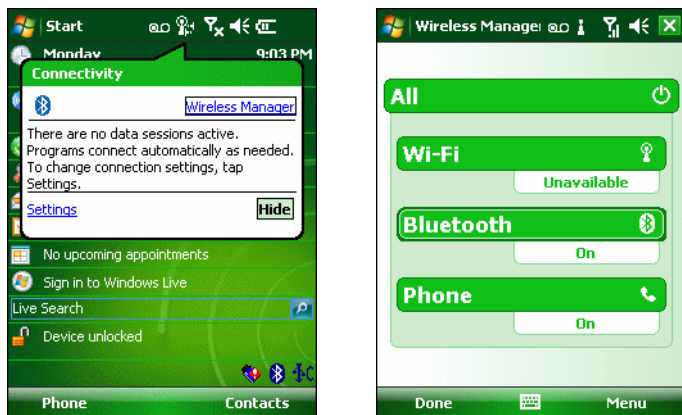 Start
Monday
9:03 PM
Connectivity
Wireless Manager
There are no data sessions active.
Programs connect automatically as needed.
To change connection settings, tap
Settings.
Settings
Hide
No upcoming appointments
Sign in to Windows Live
Live Search
Device unlocked
Phone
Contacts
Wireless Manage
All
Wi-Fi
Unavailable
Bluetooth
On
Phone
On
Done
Menu